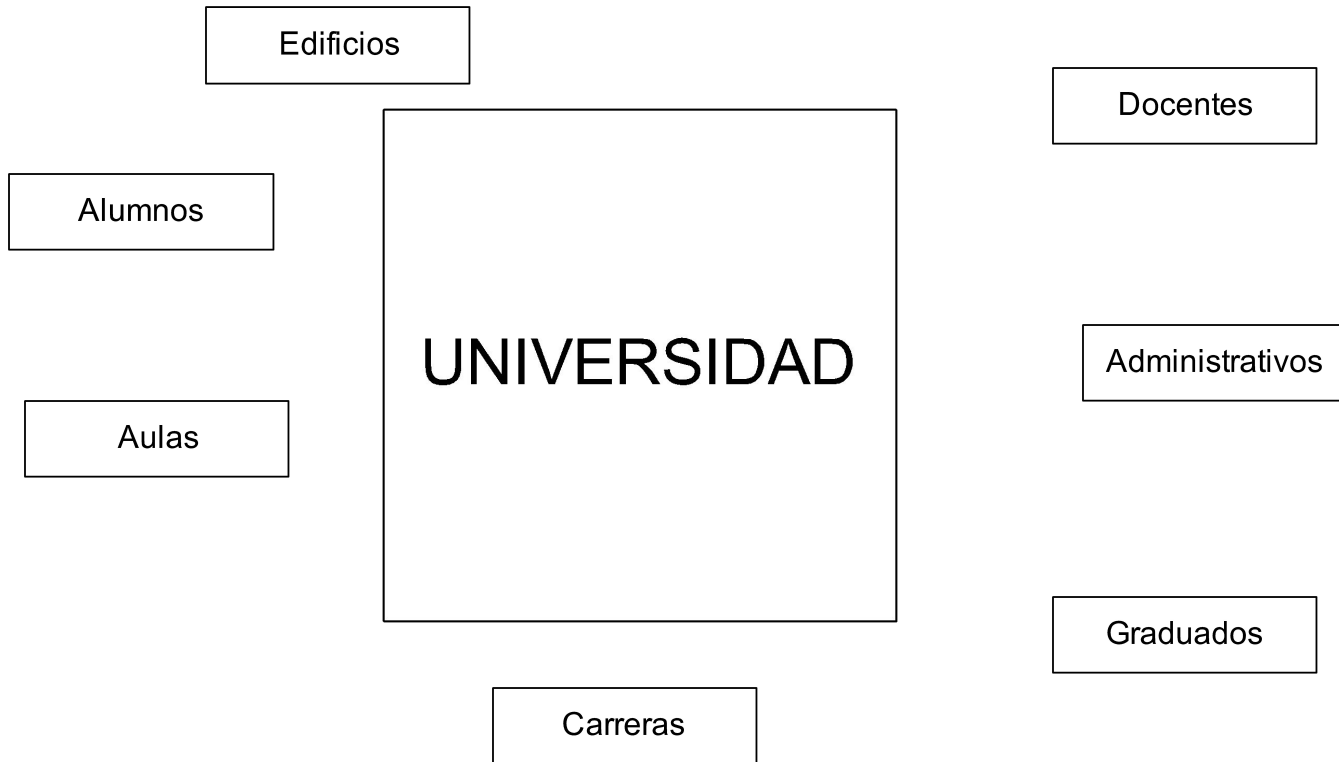 Edificios
Docentes
Alumnos
UNIVERSIDAD
Administrativos
Aulas
Graduados
Carreras